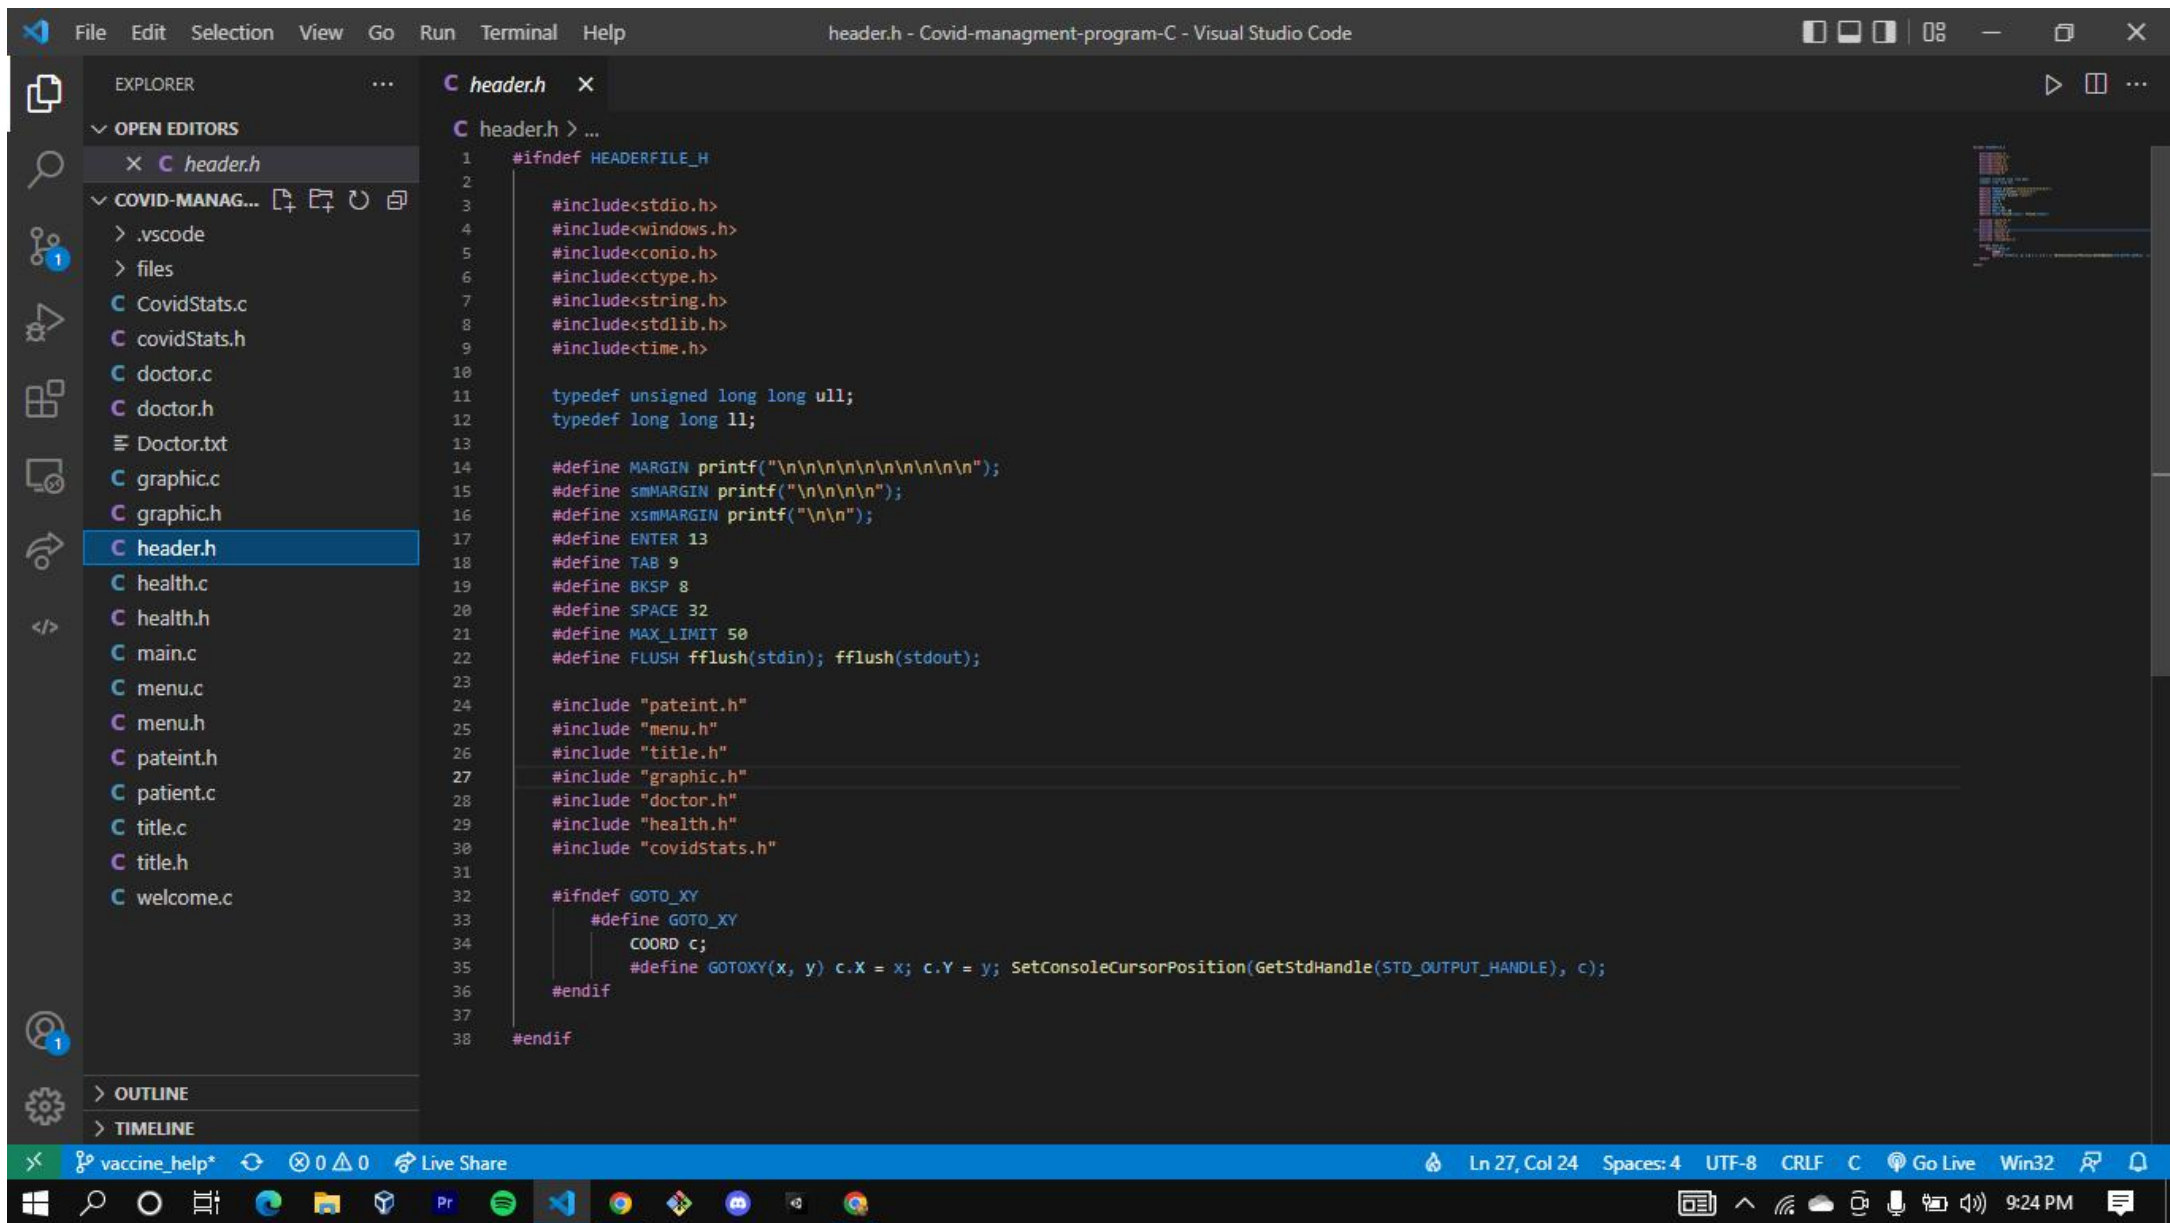 File Edit Selection View Go Run Terminal Help
header.h - Covid-managment-program-C - Visual Studio Code
EXPLORER
OPEN EDITORS
C header.h
COVID-MANAG...
.vscode
files
C CovidStats.c
C covidStats.h
C doctor.c
C doctor.h
Doctor.txt
C graphic.c
C graphic.h
C header.h
C health.c
C health.h
C main.c
C menu.c
C menu.h
C pateint.h
C patient.c
C title.c
C title.h
C welcome.c
OUTLINE
TIMELINE
1
1
C header.h
C header.h > ...
1 #ifndef HEADERFILE_H
2
3 #include<stdio.h>
4 #include<windows.h>
5 #include<conio.h>
6 #include<ctype.h>
7 #include<string.h>
8 #include<stdlib.h>
9 #include<time.h>
10
11 typedef unsigned long long ull;
12 typedef long long ll;
13
14 #define MARGIN printf("\n\n\n\n\n\n\n\n\n\n");
15 #define smMARGIN printf("\n\n\n\n");
16 #define xsmMARGIN printf("\n\n");
17 #define ENTER 13
18 #define TAB 9
19 #define BKSP 8
20 #define SPACE 32
21 #define MAX_LIMIT 50
22 #define FLUSH fflush(stdin); fflush(stdout);
23
24 #include "pateint.h"
25 #include "menu.h"
26 #include "title.h"
27 #include "graphic.h"
28 #include "doctor.h"
29 #include "health.h"
30 #include "covidStats.h"
31
32 #ifndef GOTO_XY
33 #define GOTO_XY
34 COORD c;
35 #define GOTOXY(x, y) c.X = x; c.Y = y; SetConsoleCursorPosition(GetStdHandle(STD_OUTPUT_HANDLE), c);
36 #endif
37
38 #endif
vaccine_help* 0 0 Live Share
Ln 27, Col 24 Spaces: 4 UTF-8 CRLF C Go Live Win32
Pr
9:24 PM